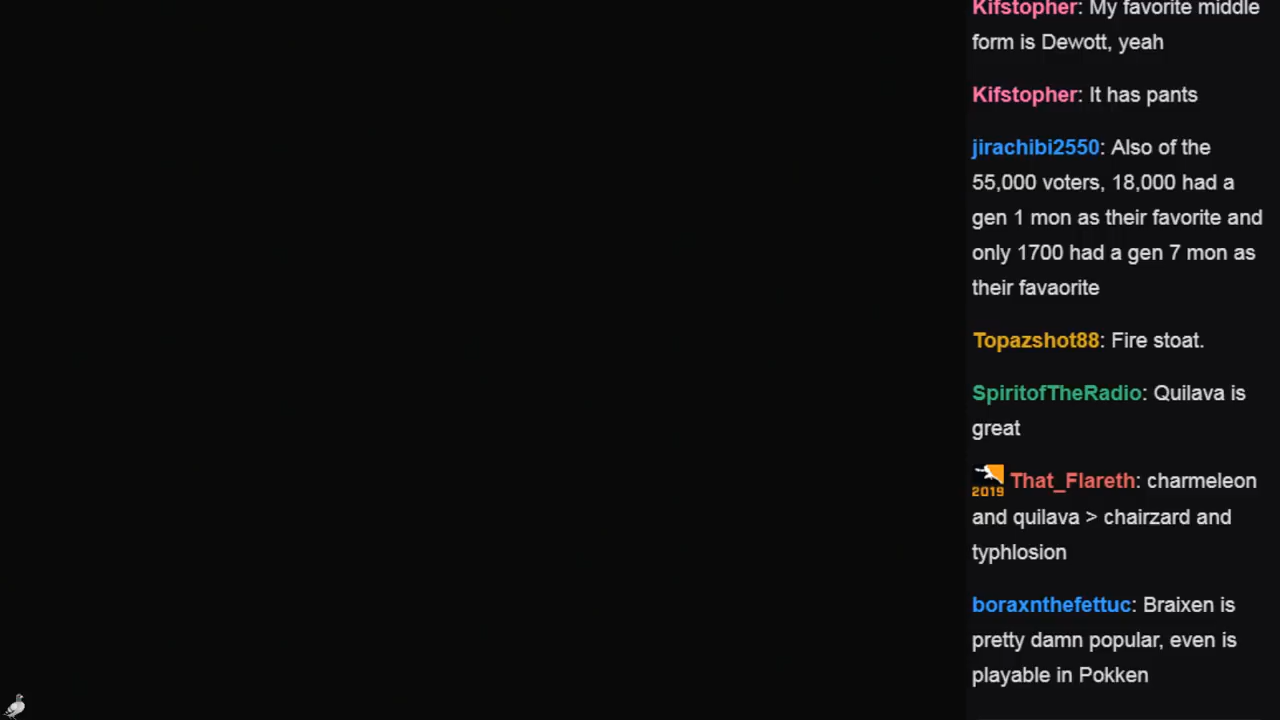 Kifstopher: My favorite middle
form is Dewott, yeah
Kifstopher: It has pants
jirachibi2550: Also of the
55,000 voters, 18,000 had a
gen 1 mon as their favorite and
only 1700 had a gen 7 mon as
their favaorite
Topazshot88: Fire stoat.
SpiritofTheRadio: Quilava is
great
2019 That_Flareth: charmeleon
and quilava > chairzard and
typhlosion
boraxnthefettuc: Braixen is
pretty damn popular, even is
playable in Pokken